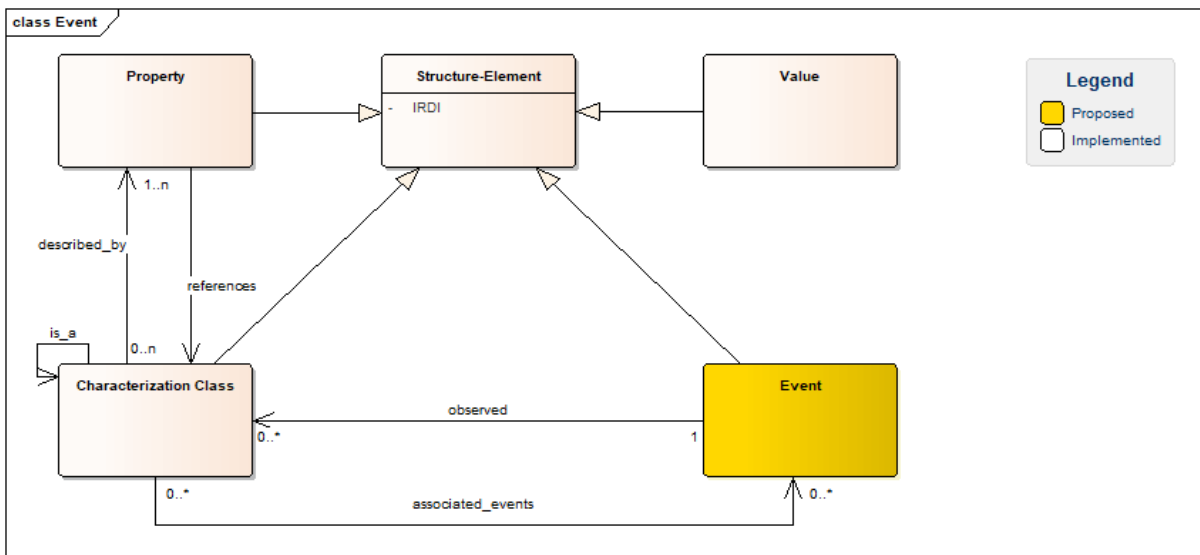 class Event
Property
Structure-Element
Value
- IRDI
Legend
Proposed
Implemented
1..n
described_by
references
is_a
0..n
Characterization Class
Event
observed
0..*
1
0..*
associated_events
0..*